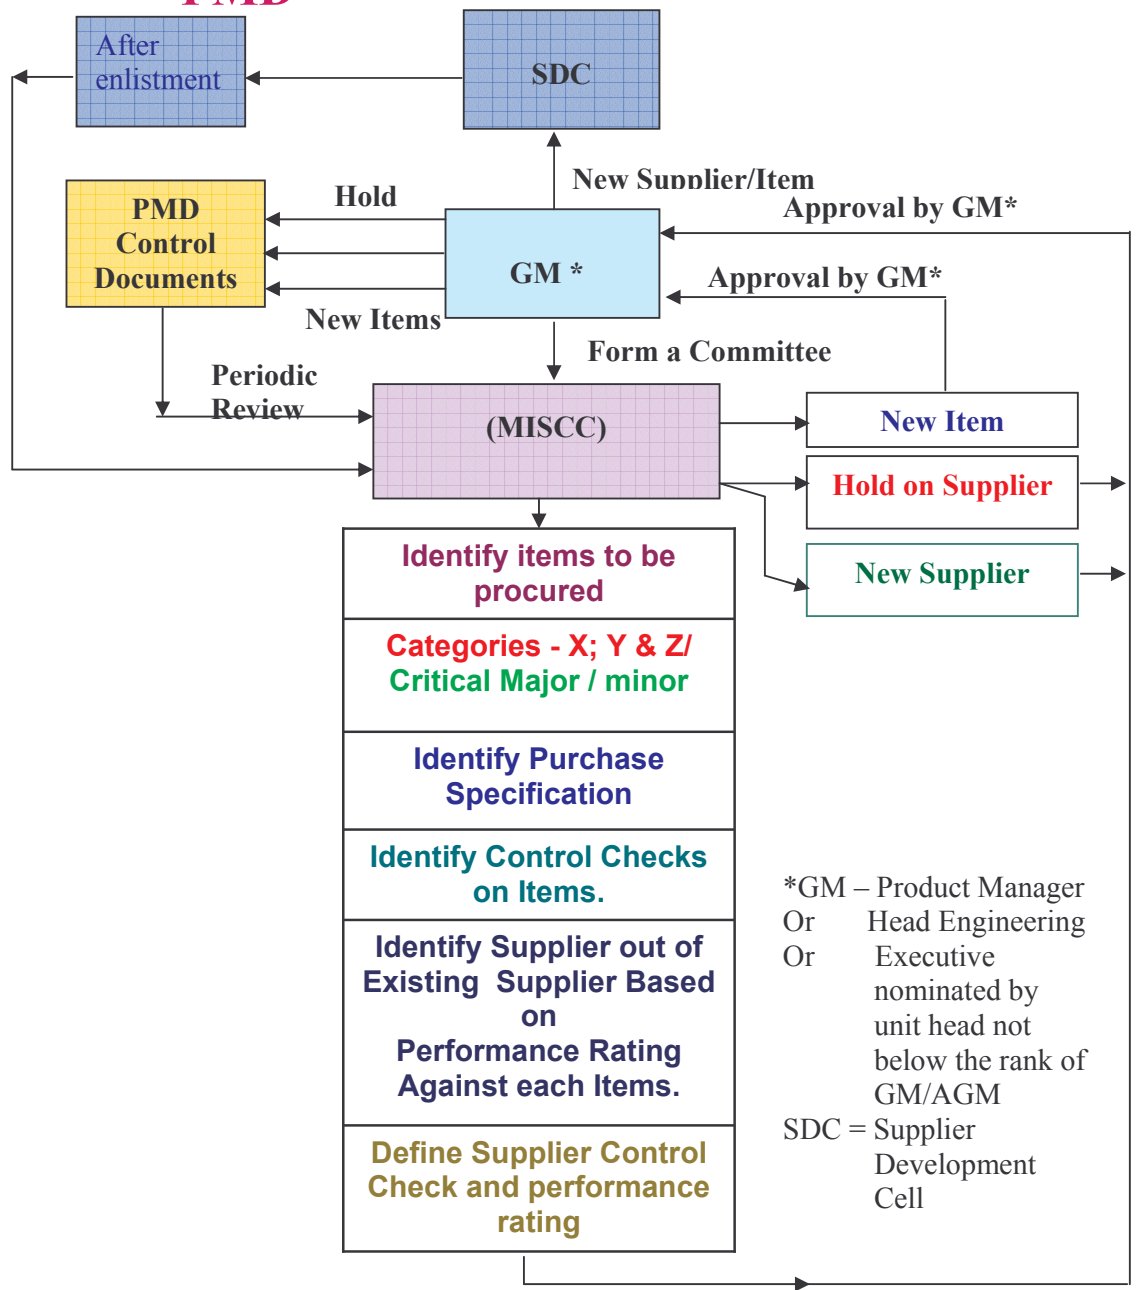 PMD
After
enlistment
SDC
New Supplier/Item
PMD
Control
Documents
Hold
New Items
GM *
Approval by GM*
Approval by GM*
Form a Committee
Periodic
Review
(MISCC)
New Item
Hold on Supplier
New Supplier
Identify items to be
procured
Categories - X; Y & Z/
Critical Major / minor
Identify Purchase
Specification
Identify Control Checks
on Items.
Identify Supplier out of
Existing Supplier Based
on
Performance Rating
Against each Items.
Define Supplier Control
Check and performance
rating
*GM – Product Manager
Or Head Engineering
Or Executive
nominated by
unit head not
below the rank of
GM/AGM
SDC = Supplier
Development
Cell